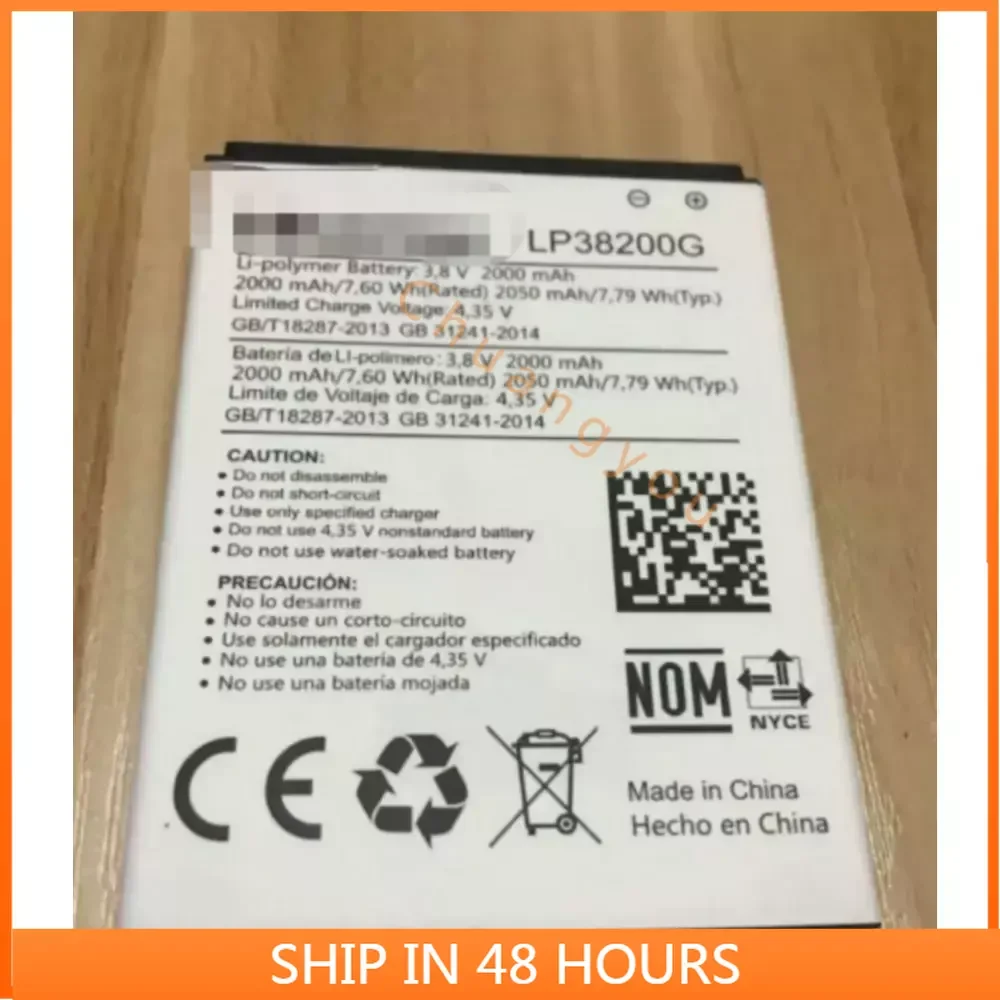 LP38200G
Li-polymer Battery: 3,8 V 2000 mAh
2000 mAh/7,60 Wh(Rated) 2050 mAh/7,79 Wh(Typ.)
Limited Charge Voltage: 4,35 V
GB/T18287-2013 GB 31241-2014
Batería de LI-polimero: 3,8 V 2000 mAh
2000 mAh/7,60 Wh(Rated) 2050 mAh/7,79 Wh(Typ.)
Limite de Voltaje de Carga: 4,35 V
GB/T18287-2013 GB 31241-2014
Chuangyou
CAUTION:
• Do not disassemble
• Do not short-circuit
• Use only specified charger
• Do not use 4,35 V nonstandard battery
• Do not use water-soaked battery
PRECAUCIÓN:
• No lo desarme
• No cause un corto-circuito
• Use solamente el cargador especificado
• No use una batería de 4,35 V
• No use una batería mojada
NOM
NYCE
CE
Made in China
Hecho en China
SHIP IN 48 HOURS